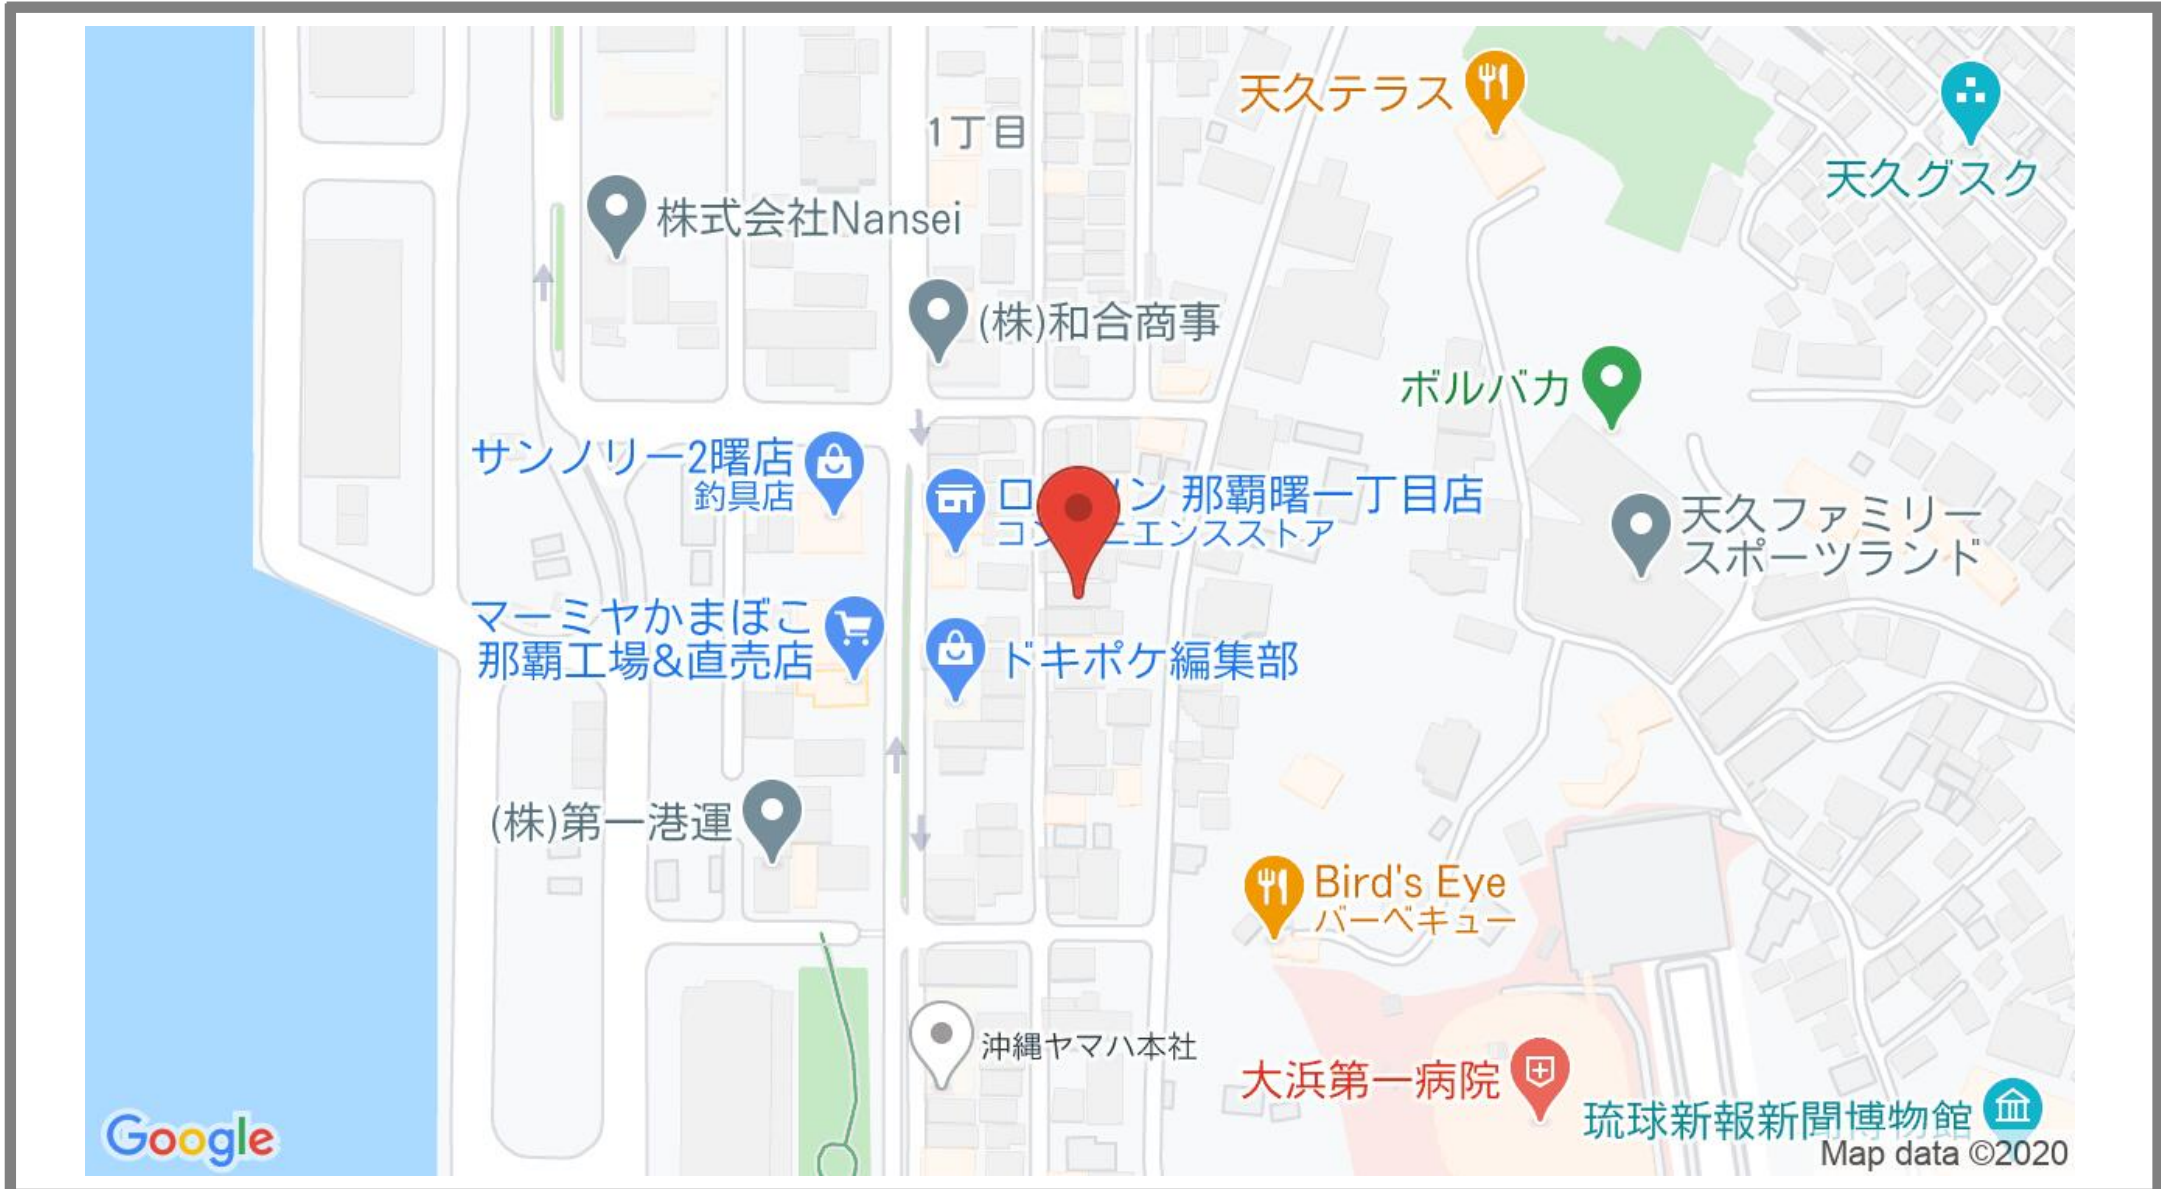 天久テラス
1丁目
天久グスク
株式会社Nansei
(株)和合商事
ボルバカ
サンノリー2曙店
釣具店
ン 那覇曙一丁目店
ニエンスストア
天久ファミリー
スポーツランド
マーミヤかまぼこ
那覇工場&直売店
ドキポケ編集部
(株)第一港運
Bird's Eye
バーベキュー
沖縄ヤマハ本社
大浜第一病院
琉球新報新聞博物館
Google
Map data ©2020